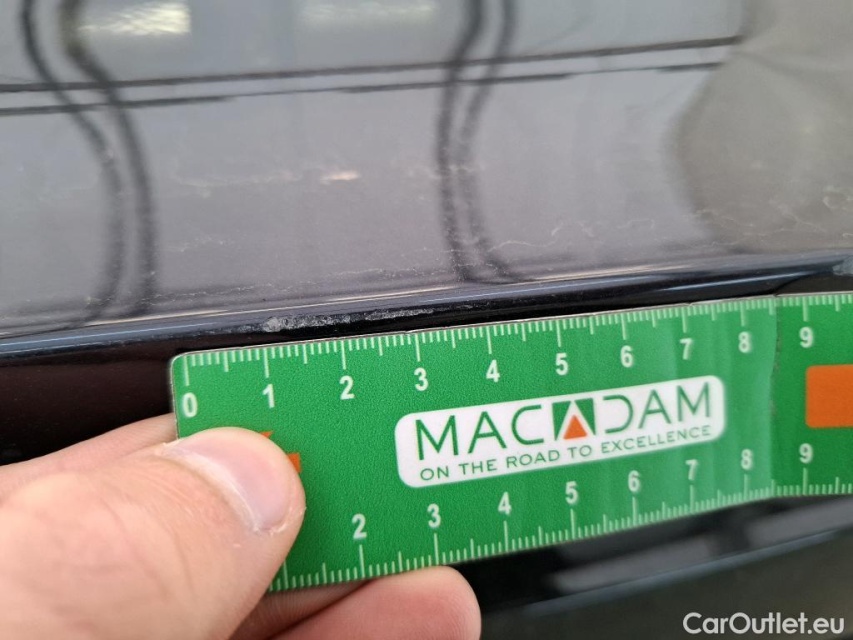 0 1 2 3 4 5 6 7 8 9
MACADAM
ON THE ROAD TO EXCELLENCE
2 3 4 5 6 7 8 9
CarOutlet.eu